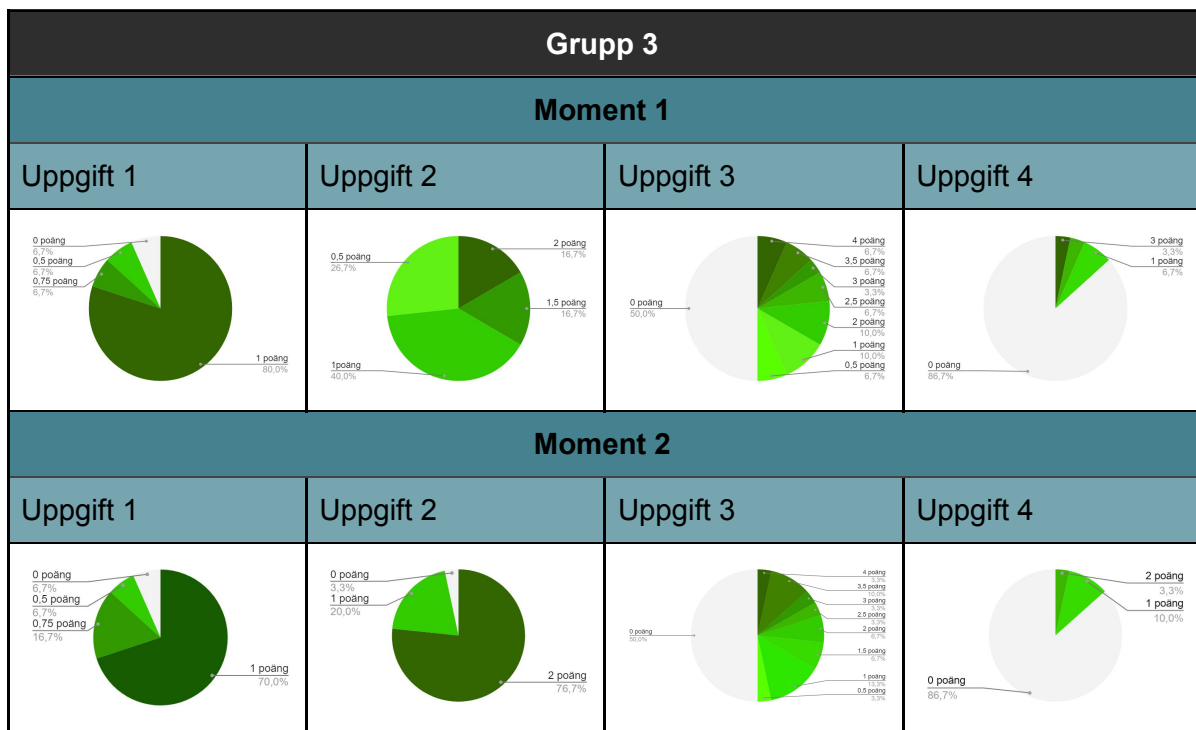 Grupp 3
Moment 1
Uppgift 1
Uppgift 2
Uppgift 3
Uppgift 4
0 poäng
6,7%
0,5 poäng
6,7%
0,75 poäng
6,7%
1 poäng
80,0%
0,5 poäng
26,7%
2 poäng
16,7%
1,5 poäng
16,7%
1poäng
40,0%
0 poäng
50,0%
4 poäng
6,7%
3,5 poäng
6,7%
3 poäng
3,3%
2,5 poäng
6,7%
2 poäng
10,0%
1 poäng
10,0%
0,5 poäng
6,7%
3 poäng
3,3%
1 poäng
6,7%
0 poäng
86,7%
Moment 2
Uppgift 1
Uppgift 2
Uppgift 3
Uppgift 4
0 poäng
6,7%
0,5 poäng
6,7%
0,75 poäng
16,7%
1 poäng
70,0%
0 poäng
3,3%
1 poäng
20,0%
2 poäng
76,7%
0 poäng
50,0%
4 poäng
3,3%
3,5 poäng
10,0%
3 poäng
3,3%
2,5 poäng
3,3%
2 poäng
6,7%
1,5 poäng
6,7%
1 poäng
13,3%
0,5 poäng
3,3%
2 poäng
3,3%
1 poäng
10,0%
0 poäng
86,7%